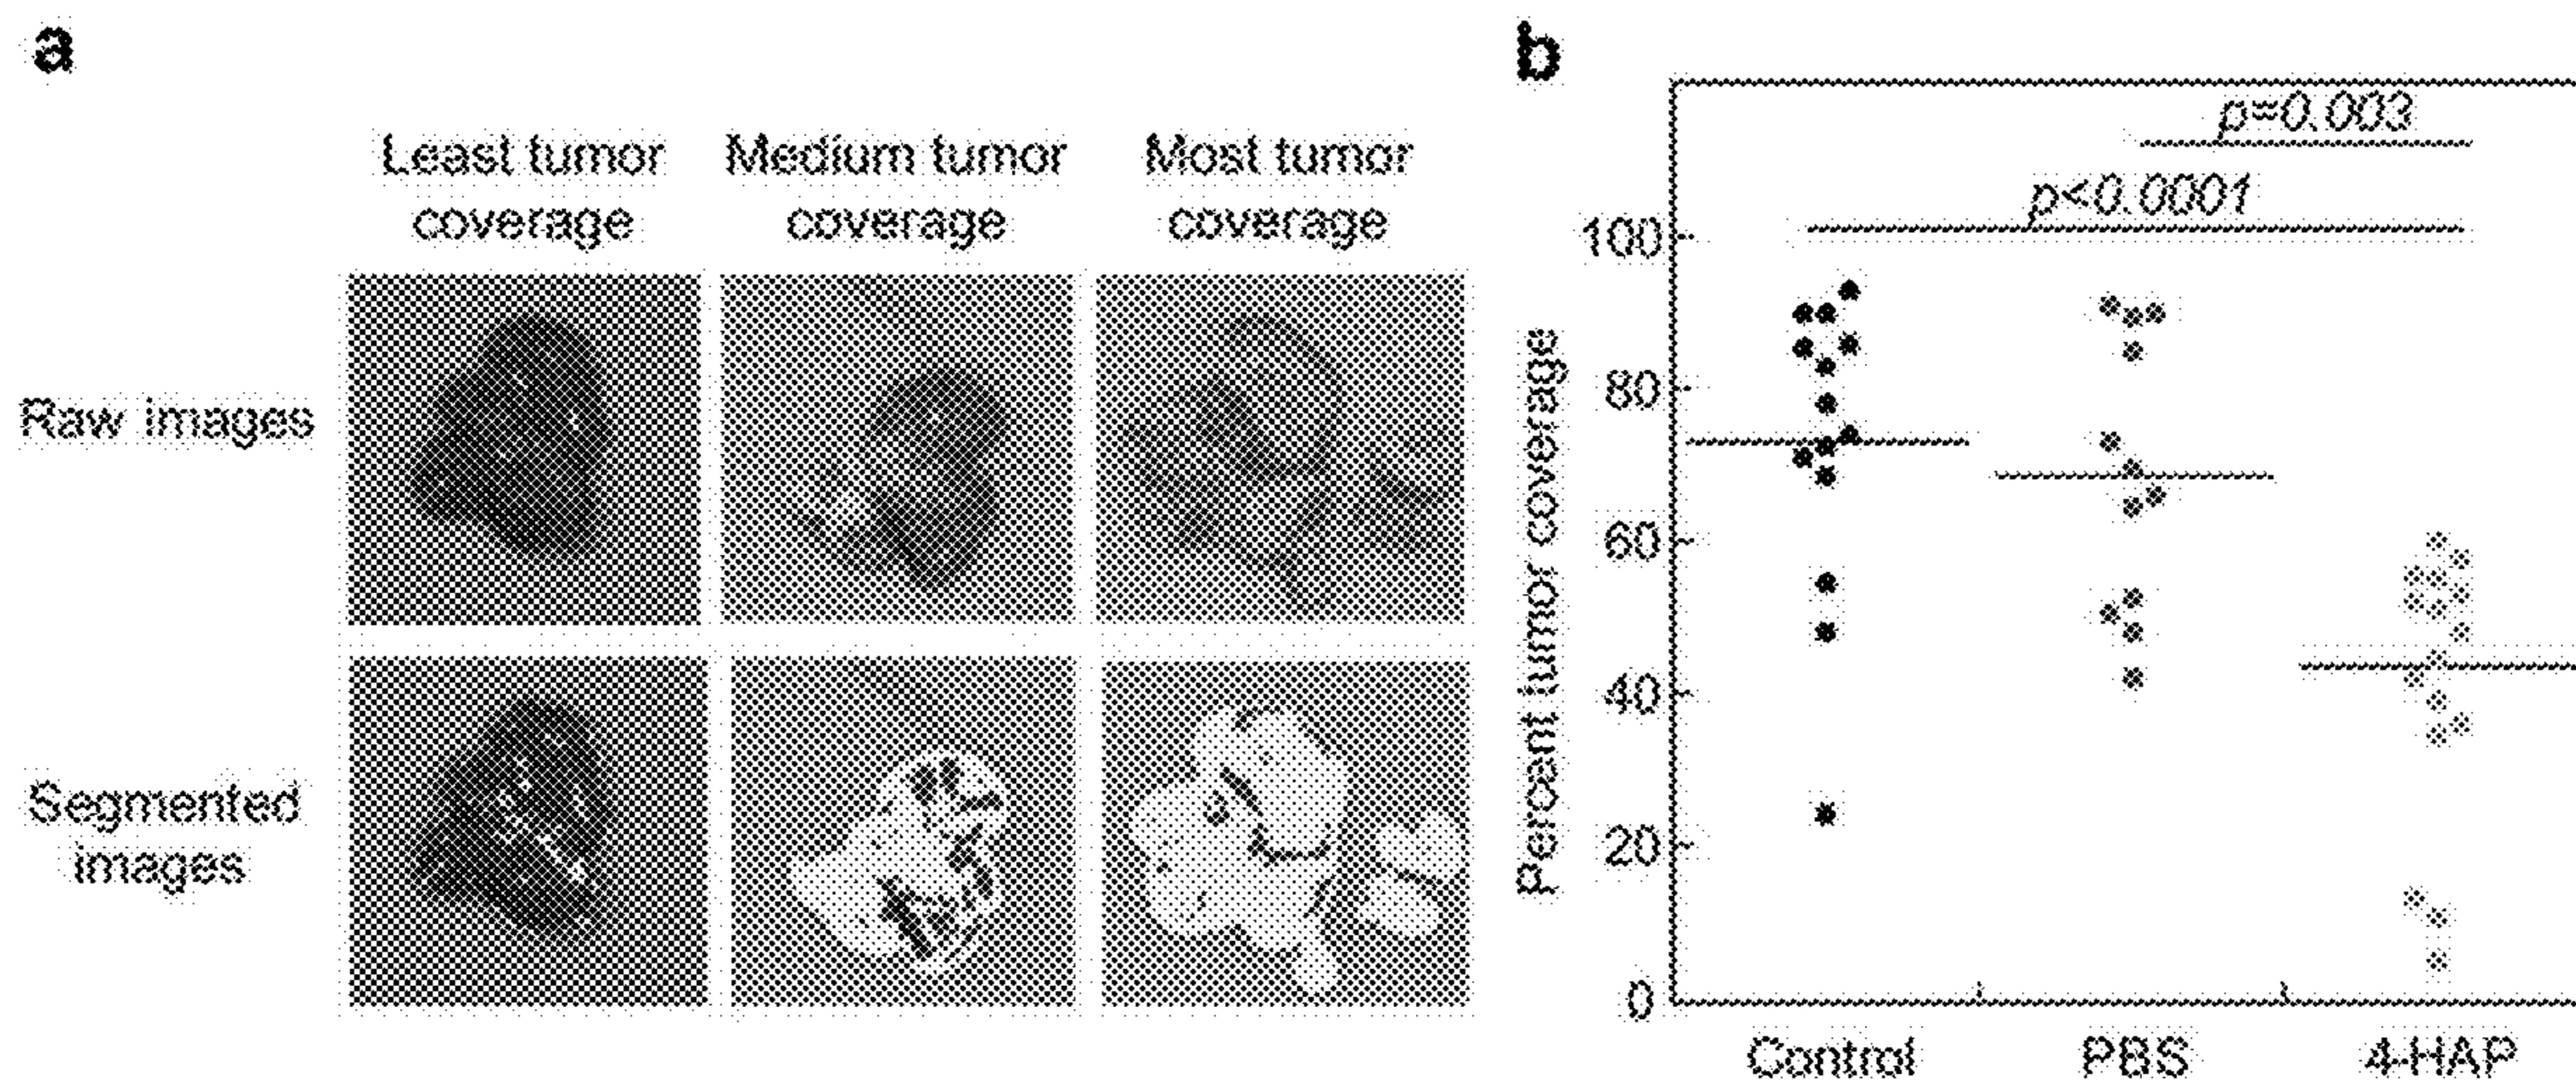 a
Least tumor
coverage
Medium tumor
coverage
Most tumor
coverage
Raw images
Segmented
images
b
p=0.003
p<0.0001
Percent tumor coverage
100
80
60
40
20
0
Control
PBS
4-HAP